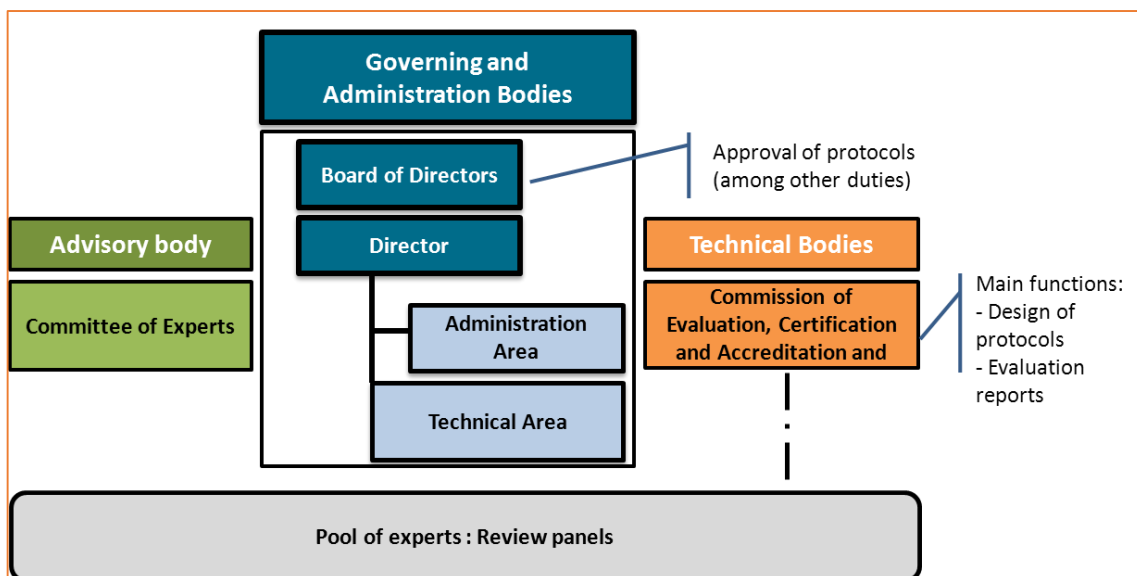 Governing and
Administration Bodies
Board of Directors
Approval of protocols
(among other duties)
Advisory body
Director
Technical Bodies
Committee of Experts
Administration
Area
Commission of
Evaluation, Certification
and Accreditation and
Main functions:
- Design of
protocols
- Evaluation
reports
Technical Area
Pool of experts : Review panels